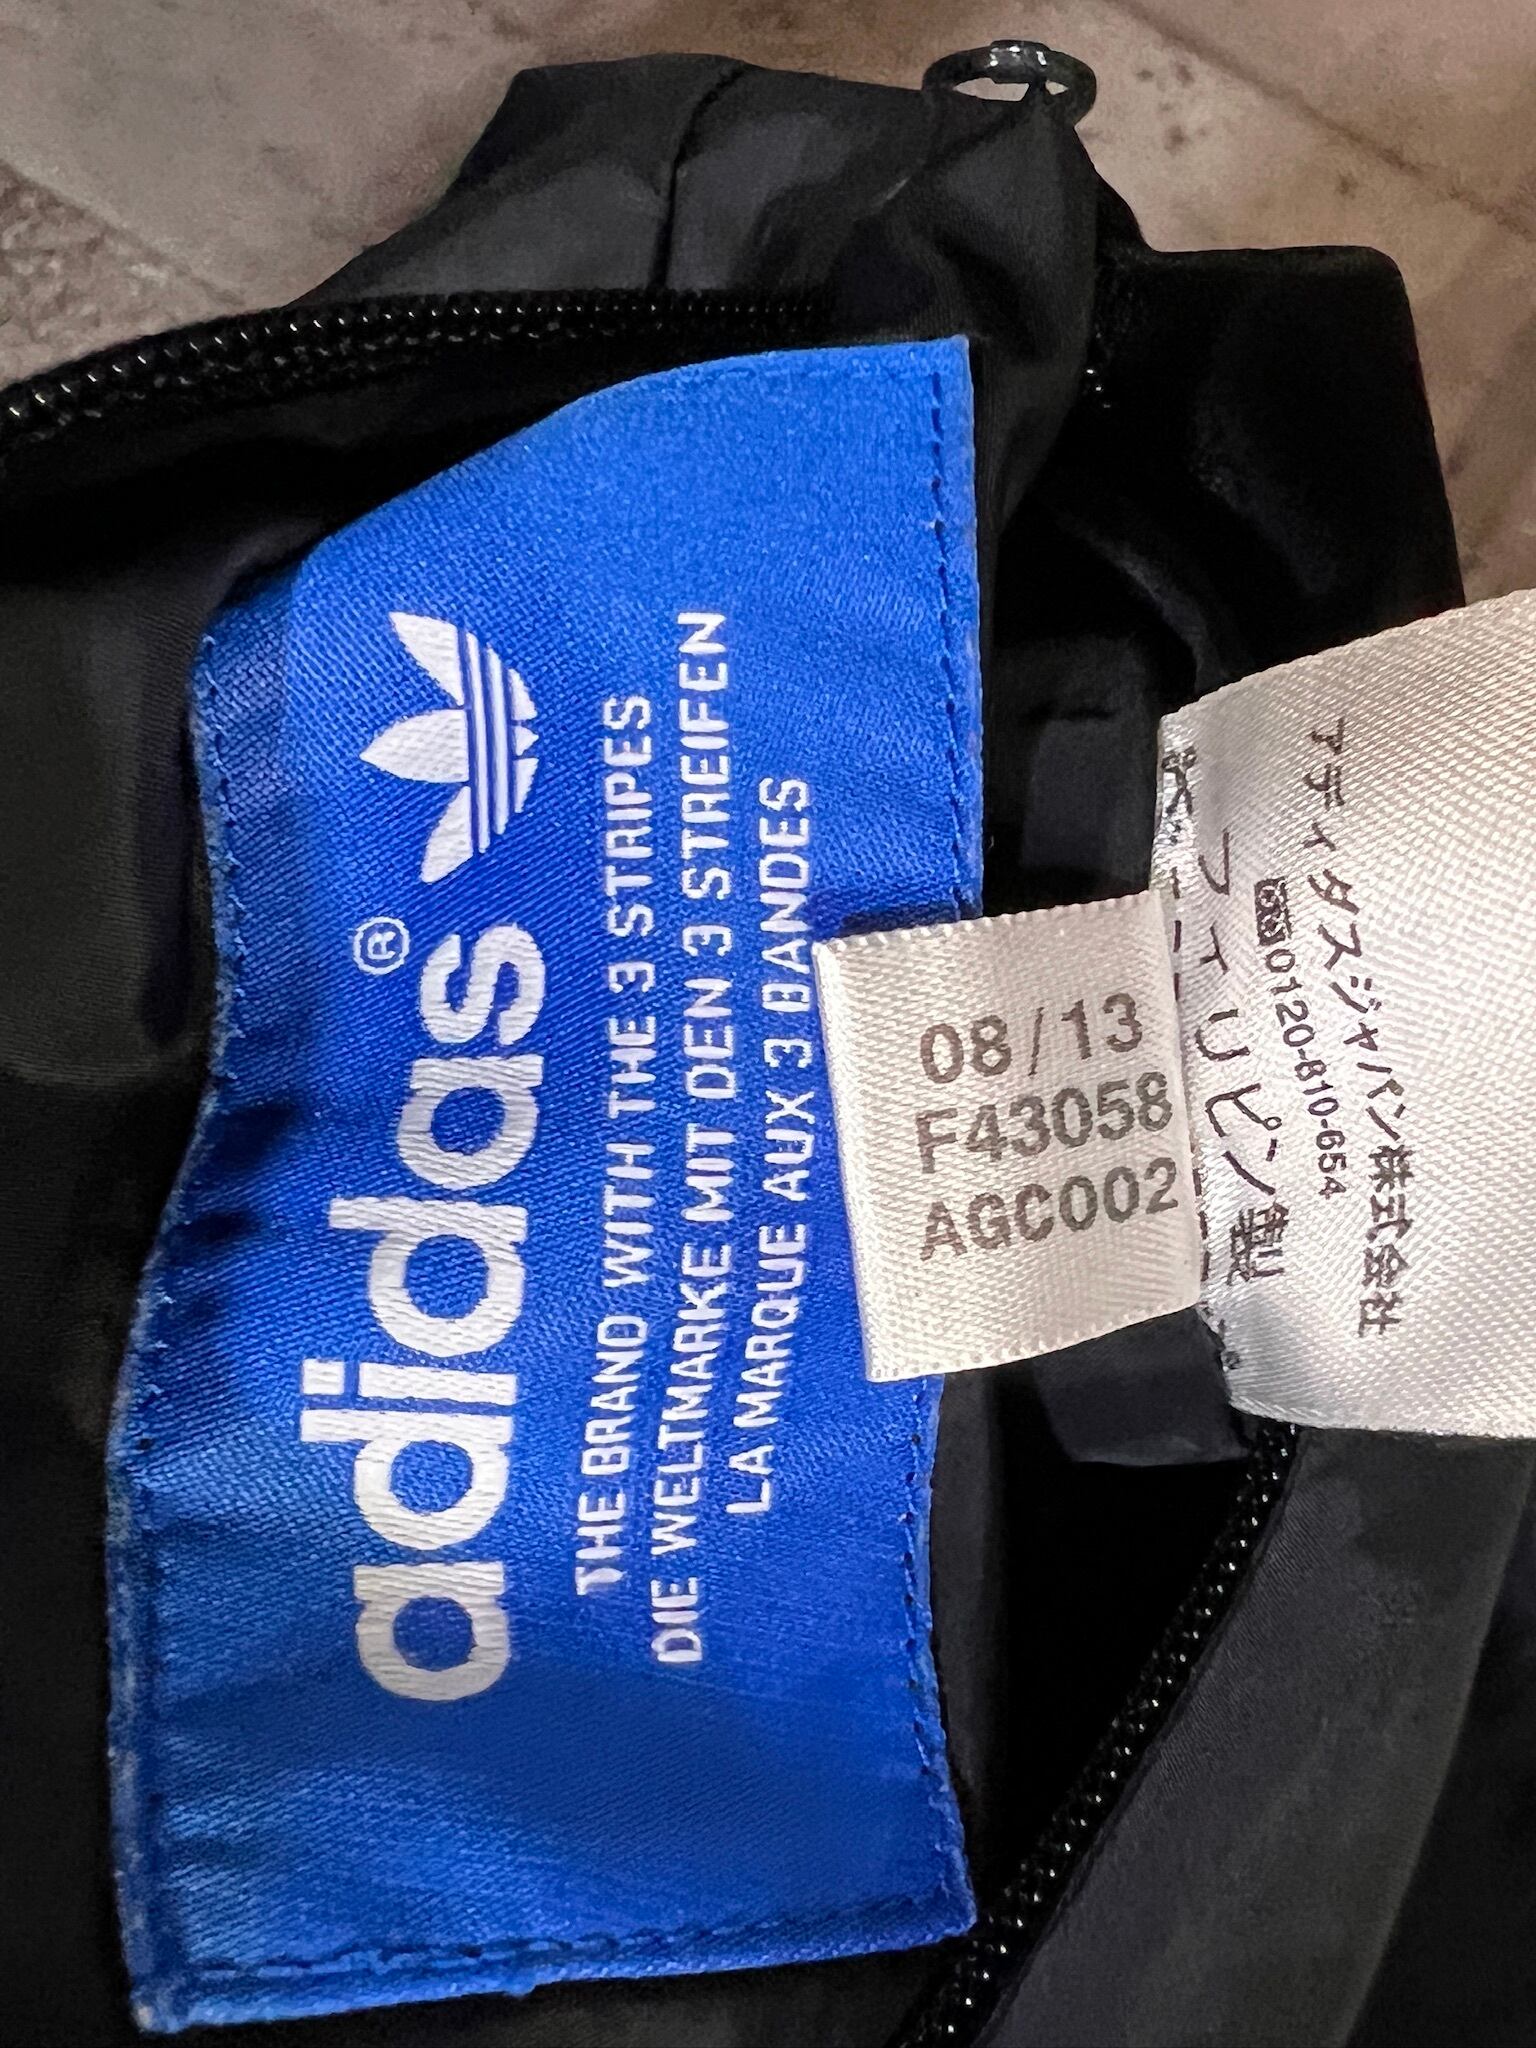 adidas®
THE BRAND WITH THE 3 STRIPES
DIE WELTMARKE MIT DEN 3 STREIFEN
LA MARQUE AUX 3 BANDES
08/13
F43058
AGC002
アディダスジャパン株式会社
0120-810-654
フィリピン製